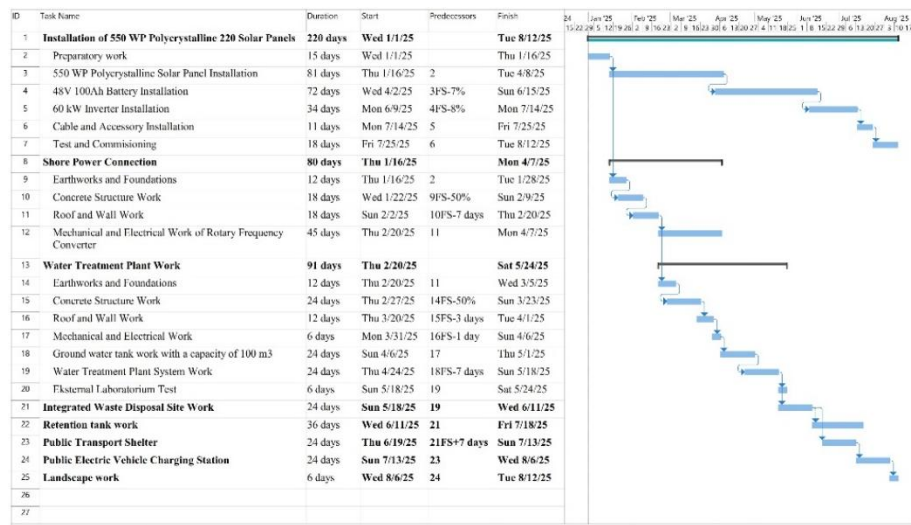 ID Task Name Duration Start Predecessors Finish
24 Jan '25 Feb '25 Mar '25 Apr '25 May '25 Jun '25 Jul '25 Aug '25
1 Installation of 550 WP Polycrystalline 220 Solar Panels 220 days Wed 1/1/25 Tue 8/12/25
2 Preparatory work 15 days Wed 1/1/25 Thu 1/16/25
3 550 WP Polycrystalline Solar Panel Installation 81 days Thu 1/16/25 2 Tue 4/8/25
4 48V 100Ah Battery Installation 72 days Wed 4/2/25 3FS-7% Sun 6/15/25
5 60 kW Inverter Installation 34 days Mon 6/9/25 4FS-8% Mon 7/14/25
6 Cable and Accessory Installation 11 days Mon 7/14/25 5 Fri 7/25/25
7 Test and Commisioning 18 days Fri 7/25/25 6 Tue 8/12/25
8 Shore Power Connection 80 days Thu 1/16/25 Mon 4/7/25
9 Earthworks and Foundations 12 days Thu 1/16/25 2 Tue 1/28/25
10 Concrete Structure Work 18 days Wed 1/22/25 9FS-50% Sun 2/9/25
11 Roof and Wall Work 18 days Sun 2/2/25 10FS-7 days Thu 2/20/25
12 Mechanical and Electrical Work of Rotary Frequency 45 days Thu 2/20/25 11 Mon 4/7/25
Converter
13 Water Treatment Plant Work 91 days Thu 2/20/25 Sat 5/24/25
14 Earthworks and Foundations 12 days Thu 2/20/25 11 Wed 3/5/25
15 Concrete Structure Work 24 days Thu 2/27/25 14FS-50% Sun 3/23/25
16 Roof and Wall Work 12 days Thu 3/20/25 15FS-3 days Tue 4/1/25
17 Mechanical and Electrical Work 6 days Mon 3/31/25 16FS-1 day Sun 4/6/25
18 Ground water tank work with a capacity of 100 m3 24 days Sun 4/6/25 17 Thu 5/1/25
19 Water Treatment Plant System Work 24 days Thu 4/24/25 18FS-7 days Sun 5/18/25
20 Eksternal Laboratorium Test 6 days Sun 5/18/25 19 Sat 5/24/25
21 Integrated Waste Disposal Site Work 24 days Sun 5/18/25 19 Wed 6/11/25
22 Retention tank work 36 days Wed 6/11/25 21 Fri 7/18/25
23 Public Transport Shelter 24 days Thu 6/19/25 21FS+7 days Sun 7/13/25
24 Public Electric Vehicle Charging Station 24 days Sun 7/13/25 23 Wed 8/6/25
25 Landscape work 6 days Wed 8/6/25 24 Tue 8/12/25
26
27